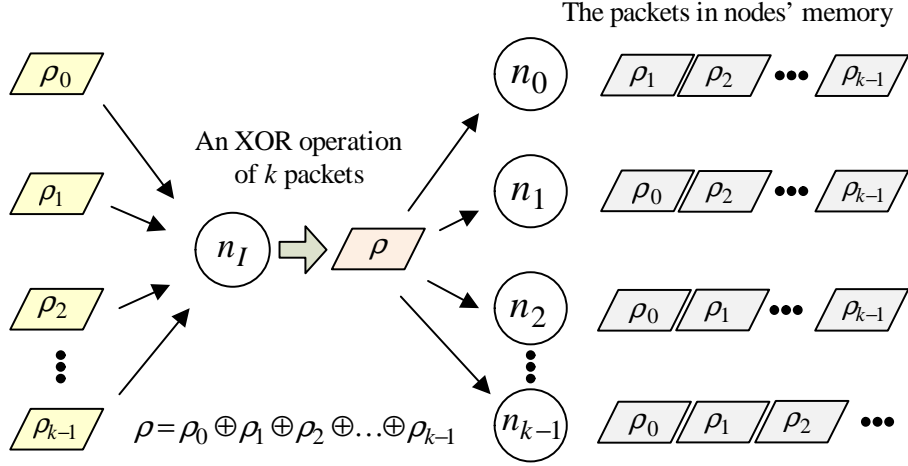 The packets in nodes' memory
ρ₀ n₀ ρ₁ ρ₂ ••• ρₖ₋₁
An XOR operation
of k packets
ρ₁ n₁ ρ₀ ρ₂ ••• ρₖ₋₁
n_I ρ
ρ₂ n₂ ρ₀ ρ₁ ••• ρₖ₋₁
ρₖ₋₁ ρ = ρ₀ ⊕ ρ₁ ⊕ ρ₂ ⊕ … ⊕ ρₖ₋₁ nₖ₋₁ ρ₀ ρ₁ ρ₂ •••